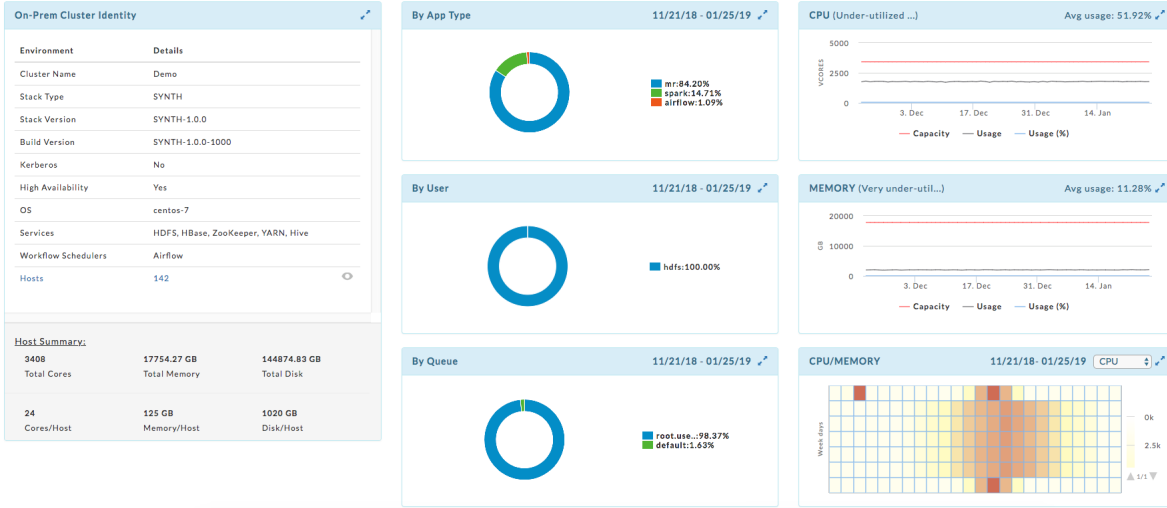 On-Prem Cluster Identity
Environment Details
Cluster Name Demo
Stack Type SYNTH
Stack Version SYNTH-1.0.0
Build Version SYNTH-1.0.0-1000
Kerberos No
High Availability Yes
OS centos-7
Services HDFS, HBase, ZooKeeper, YARN, Hive
Workflow Schedulers Airflow
Hosts 142
Host Summary:
3408 17754.27 GB 144874.83 GB
Total Cores Total Memory Total Disk
24 125 GB 1020 GB
Cores/Host Memory/Host Disk/Host
By App Type 11/21/18 - 01/25/19
mr:84.20%
spark:14.71%
airflow:1.09%
By User 11/21/18 - 01/25/19
hdfs:100.00%
By Queue 11/21/18 - 01/25/19
root.use..:98.37%
default:1.63%
CPU (Under-utilized ...) Avg usage: 51.92%
5000
2500
0
VCORES
3. Dec 17. Dec 31. Dec 14. Jan
Capacity Usage Usage (%)
MEMORY (Very under-util...) Avg usage: 11.28%
20000
10000
0
GB
3. Dec 17. Dec 31. Dec 14. Jan
Capacity Usage Usage (%)
CPU/MEMORY 11/21/18- 01/25/19 CPU
Week days
0k
2.5k
1/1